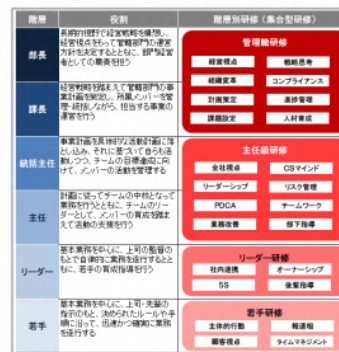 階層
役割
階層別研修（集合型研修）
部長
長期的視野で経営戦略を構想し、
経営視点をもって管轄部門の運営
方針を決定するとともに、部門経営
者としての職責を担う
課長
経営戦略を踏まえて管轄部門の事
業計画を策定し、所属メンバーを管
理・統括しながら、担当する事業の
運営を行う
管理職研修
経営視点
戦略思考
組織変革
コンプライアンス
計画策定
進捗管理
課題設定
人材育成
統括主任
事業計画を具体的な活動計画に落
とし込み、それに基づいて自らも活
動しつつ、チームの目標達成に向
けて、メンバーの活動を管理する
主任
計画に従ってチームの中核となって
業務を行うとともに、チームのリー
ダーとして、メンバーの育成を踏ま
えて活動の支援を行う
主任級研修
会社視点
CSマインド
リーダーシップ
リスク管理
PDCA
チームワーク
業務改善
部下指導
リーダー
基本業務を中心に、上司の監督の
もとで自律的に業務を遂行するとと
もに、若手の育成指導を行う
リーダー研修
社内連携
オーナーシップ
5S
後輩指導
若手
基本業務を中心に、上司・先輩の
指示のもと、決められたルールや手
順に沿って、迅速かつ確実に業務
を遂行する
若手研修
主体的行動
報連相
顧客視点
タイムマネジメント